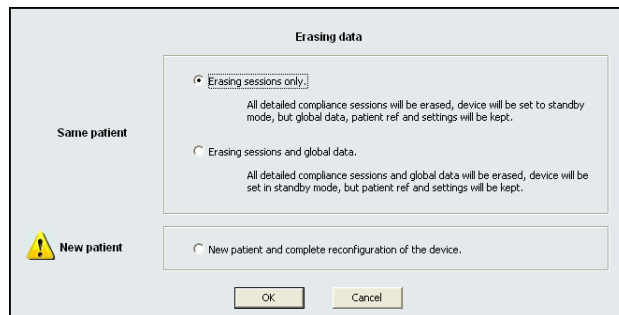 Erasing data
Same patient
Erasing sessions only.
All detailed compliance sessions will be erased, device will be set to standby
mode, but global data, patient ref and settings will be kept.
Erasing sessions and global data.
All detailed compliance sessions and global data will be erased, device will be
set in standby mode, but patient ref and settings will be kept.
New patient
New patient and complete reconfiguration of the device.
OK
Cancel